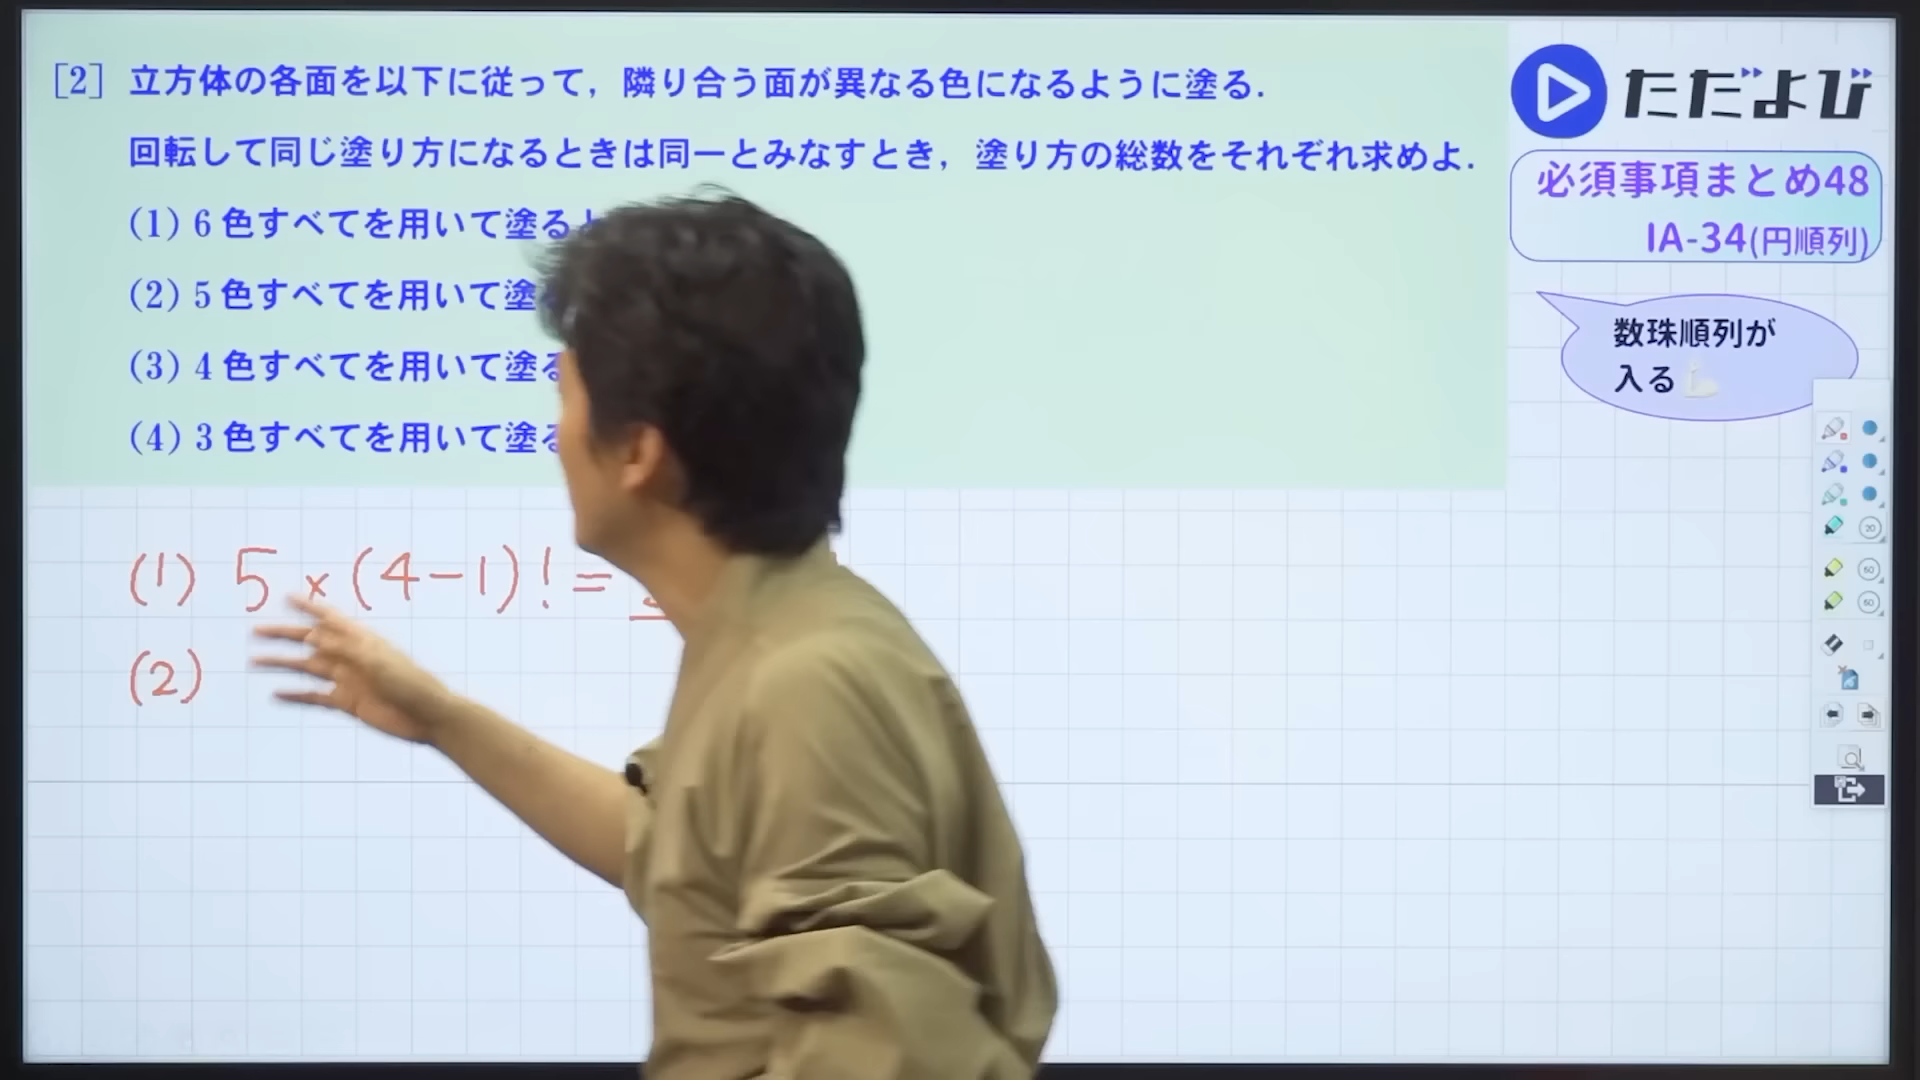 [2] 立方体の各面を以下に従って，隣り合う面が異なる色になるように塗る.
回転して同じ塗り方になるときは同一とみなすとき，塗り方の総数をそれぞれ求めよ.
(1) 6 色すべてを用いて塗る
(2) 5 色すべてを用いて塗
(3) 4 色すべてを用いて塗
(4) 3 色すべてを用いて塗
(1) 5 × (4-1)! =
(2)
ただよび
必須事項まとめ48
IA-34(円順列)
数珠順列が
入る
20
60
60